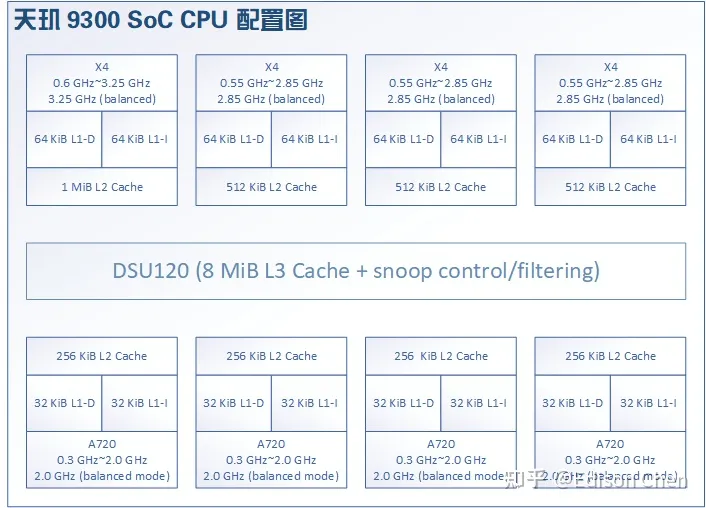 天玑 9300 SoC CPU 配置图
X4
0.6 GHz~3.25 GHz
3.25 GHz (balanced)
64 KiB L1-D
64 KiB L1-I
1 MiB L2 Cache
X4
0.55 GHz~2.85 GHz
2.85 GHz (balanced)
64 KiB L1-D
64 KiB L1-I
512 KiB L2 Cache
X4
0.55 GHz~2.85 GHz
2.85 GHz (balanced)
64 KiB L1-D
64 KiB L1-I
512 KiB L2 Cache
X4
0.55 GHz~2.85 GHz
2.85 GHz (balanced)
64 KiB L1-D
64 KiB L1-I
512 KiB L2 Cache
DSU120 (8 MiB L3 Cache + snoop control/filtering)
256 KiB L2 Cache
32 KiB L1-D
32 KiB L1-I
A720
0.3 GHz~2.0 GHz
2.0 GHz (balanced mode)
256 KiB L2 Cache
32 KiB L1-D
32 KiB L1-I
A720
0.3 GHz~2.0 GHz
2.0 GHz (balanced mode)
256 KiB L2 Cache
32 KiB L1-D
32 KiB L1-I
A720
0.3 GHz~2.0 GHz
2.0 GHz (balanced mode)
256 KiB L2 Cache
32 KiB L1-D
32 KiB L1-I
A720
0.3 GHz~2.0 GHz
2.0 GHz (balanced mode)
知乎 @Edison Chen